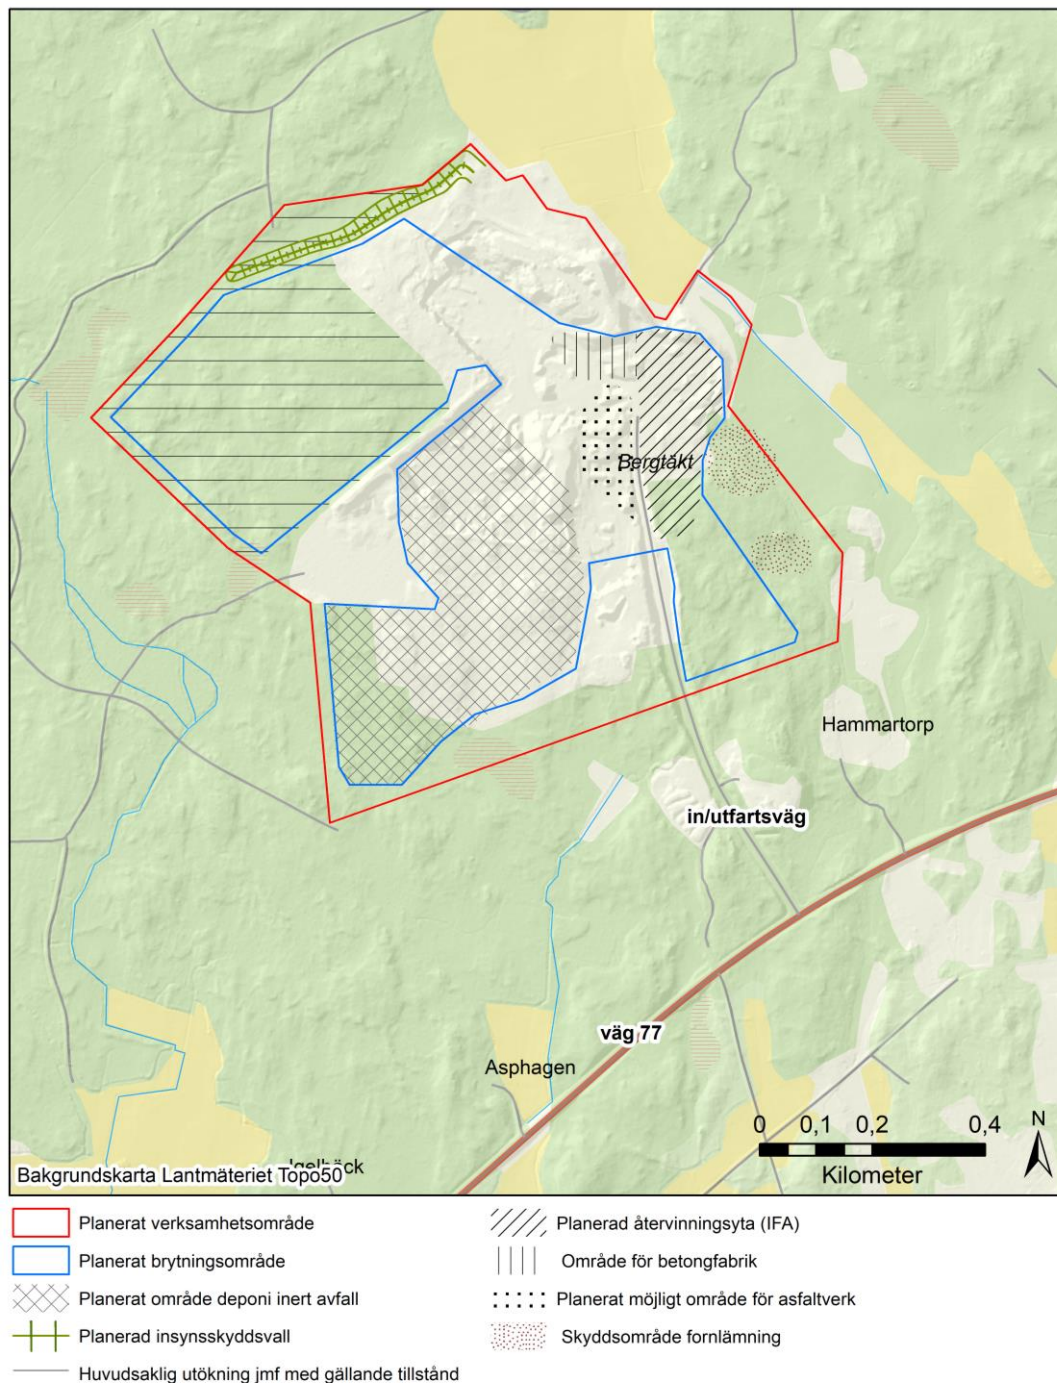 Bergtäkt
Hammartorp
in/utfartsväg
väg 77
Asphagen
0 0,1 0,2 0,4
Kilometer
N
Bakgrundskarta Lantmäteriet Topo50
Planerat verksamhetsområde
Planerat brytningsområde
Planerat område deponi inert avfall
Planerad insynsskyddsvall
Huvudsaklig utökning jmf med gällande tillstånd
Planerad återvinningsyta (IFA)
Område för betongfabrik
Planerat möjligt område för asfaltverk
Skyddsområde fornlämning